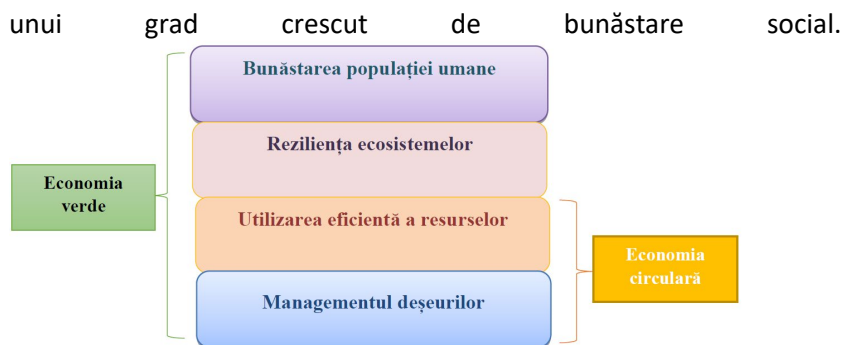 unui grad crescut de bunăstare social.
Bunăstarea populației umane
Reziliența ecosistemelor
Economia
verde
Utilizarea eficientă a resurselor
Economia
circulară
Managementul deșeurilor